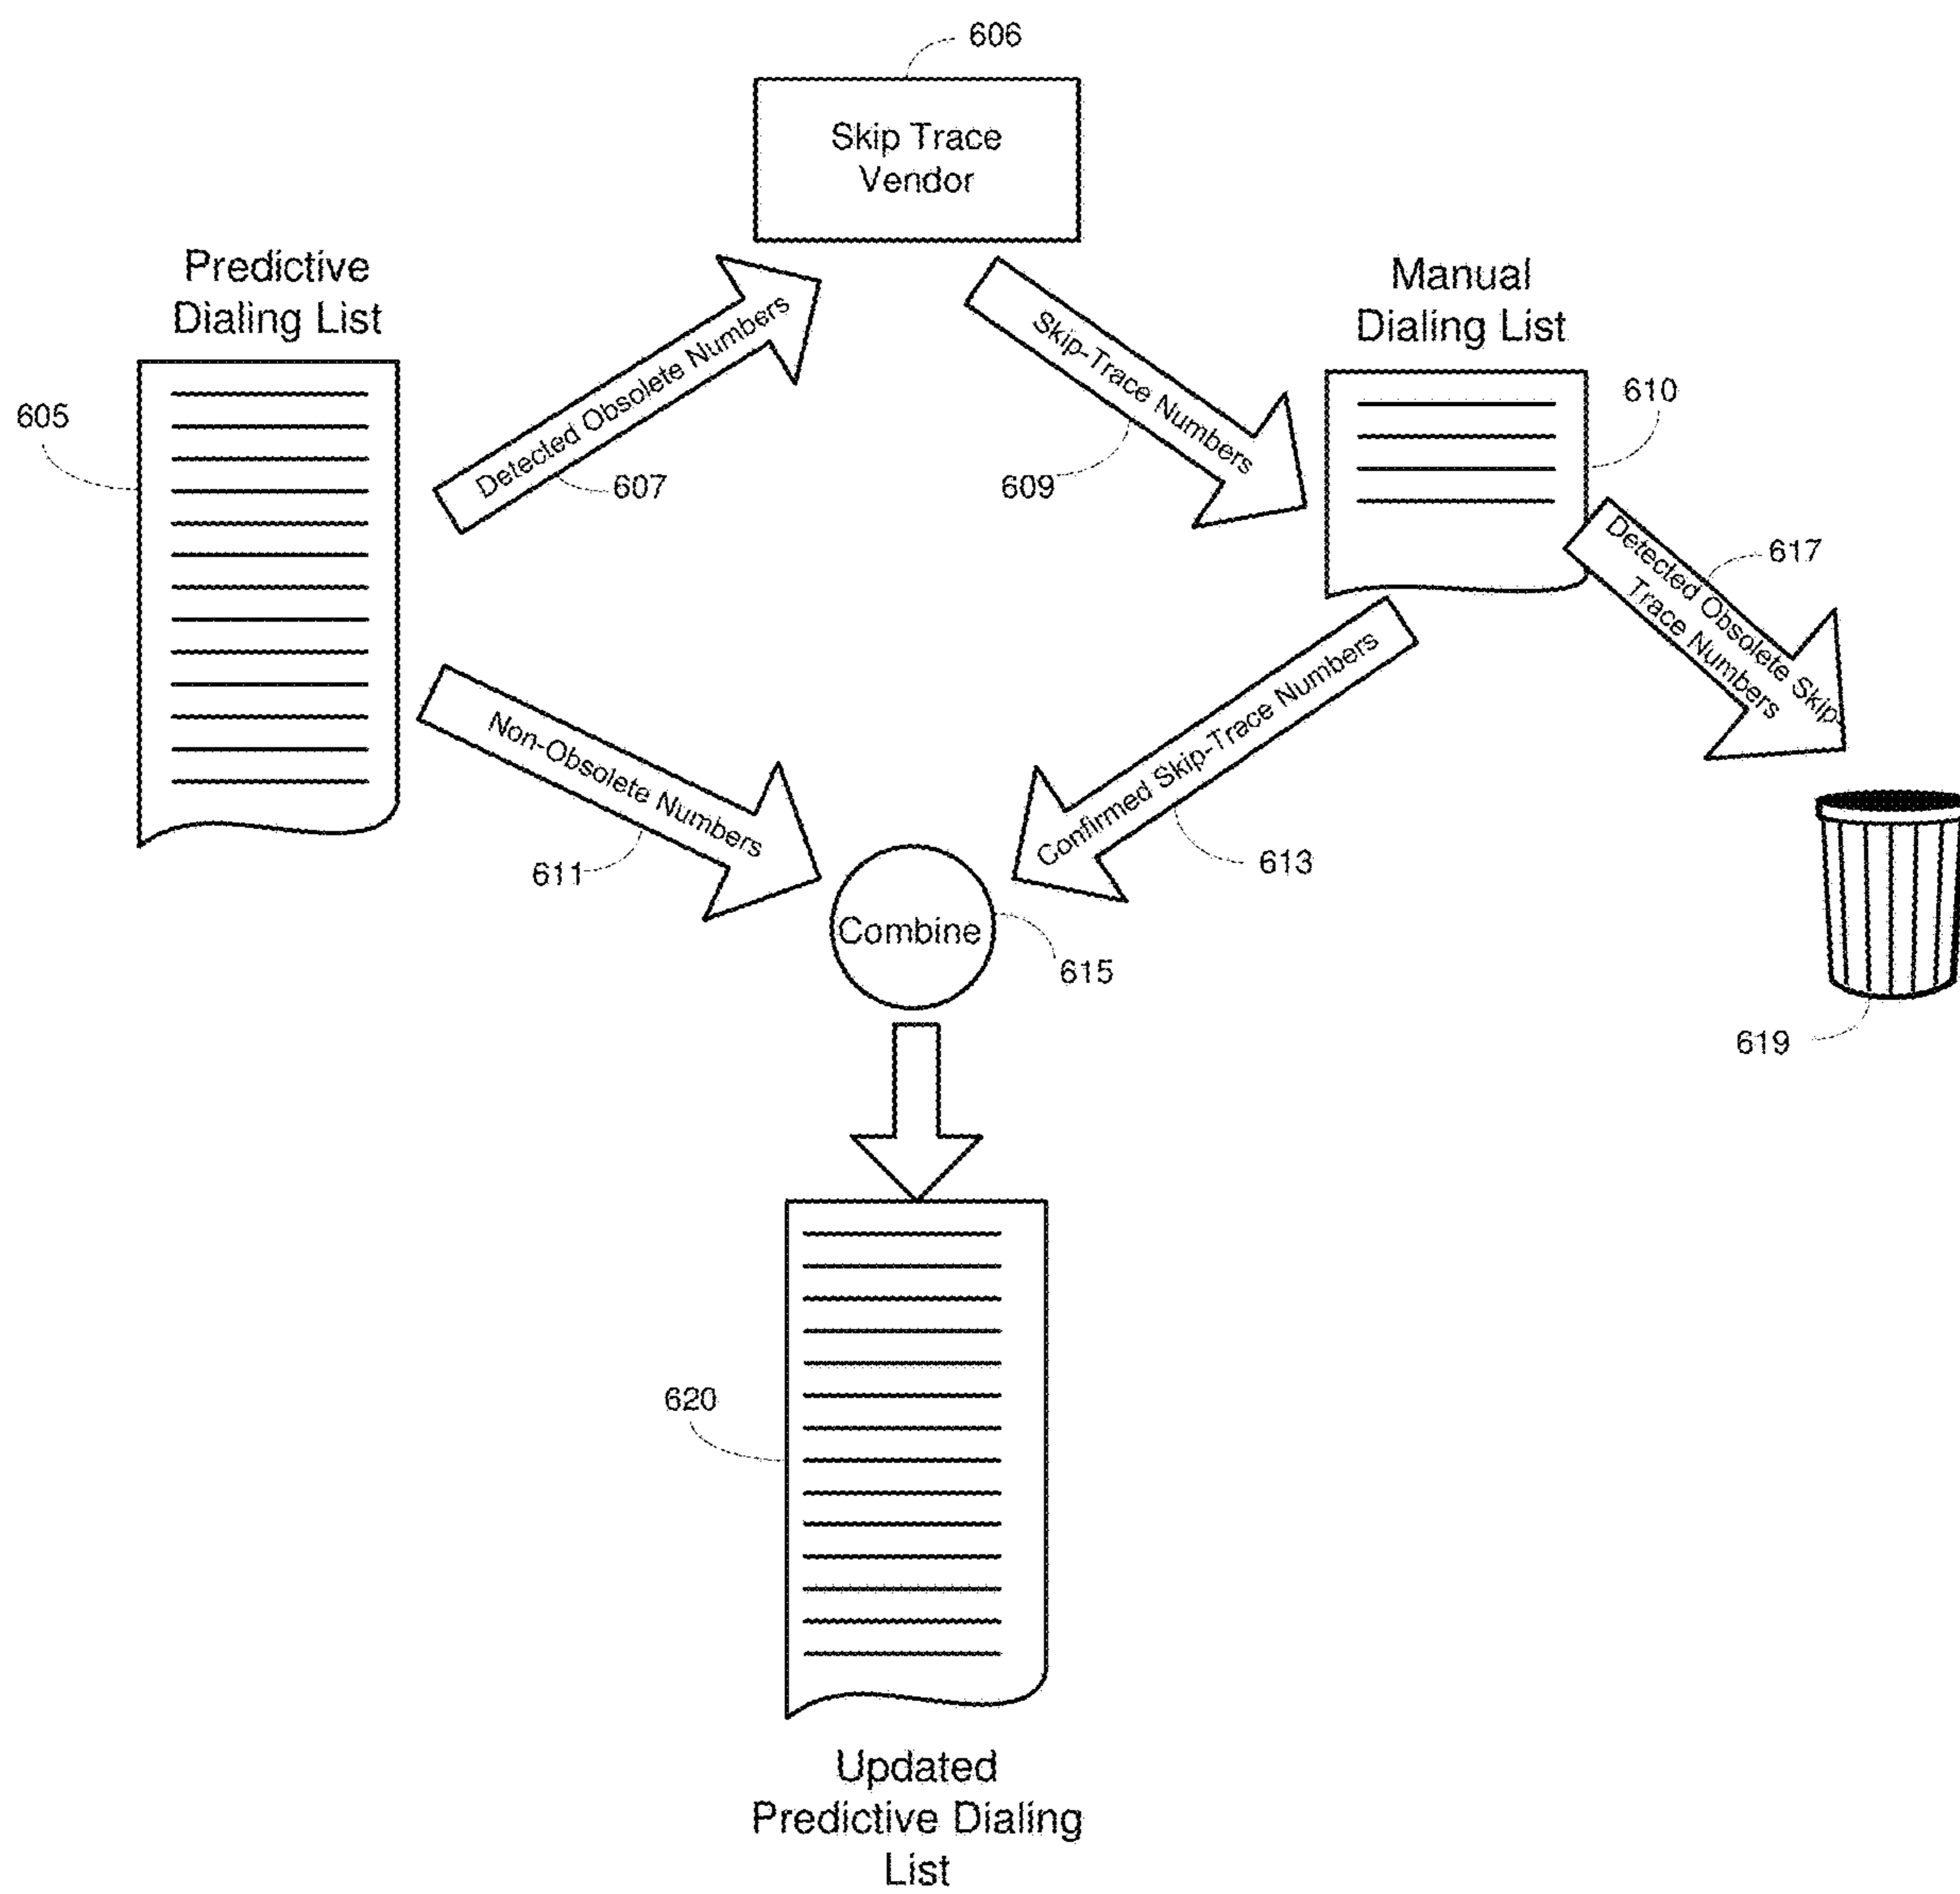 606
Skip Trace
Vendor
Predictive
Dialing List
Manual
Dialing List
605
Detected Obsolete Numbers
607
Skip-Trace Numbers
609
610
Detected Obsolete Skip-
Trace Numbers
617
Non-Obsolete Numbers
611
Confirmed Skip-Trace Numbers
613
Combine
615
619
620
Updated
Predictive Dialing
List